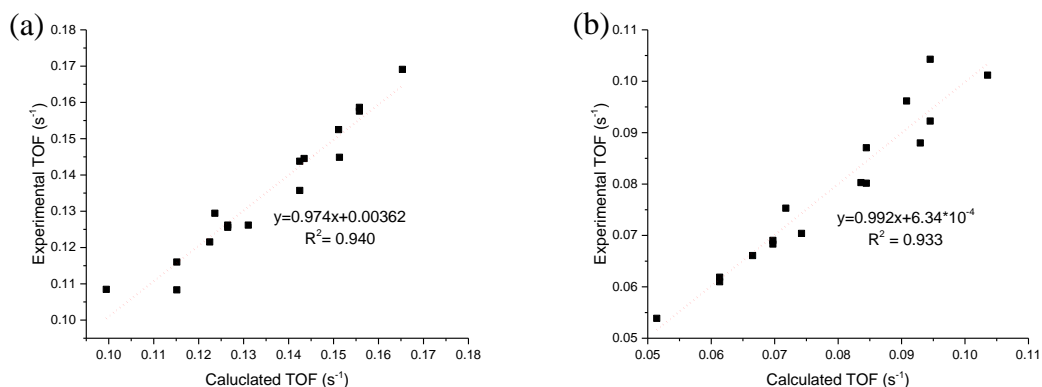 (a)
0.18
0.17
0.16
0.15
0.14
0.13
0.12
0.11
0.10
Experimental TOF (s⁻¹)
y=0.974x+0.00362
R²= 0.940
0.10 0.11 0.12 0.13 0.14 0.15 0.16 0.17 0.18
Caluclated TOF (s⁻¹)
(b)
0.11
0.10
0.09
0.08
0.07
0.06
0.05
Experimental TOF (s⁻¹)
y=0.992x+6.34*10⁻⁴
R² = 0.933
0.05 0.06 0.07 0.08 0.09 0.10 0.11
Calculated TOF (s⁻¹)